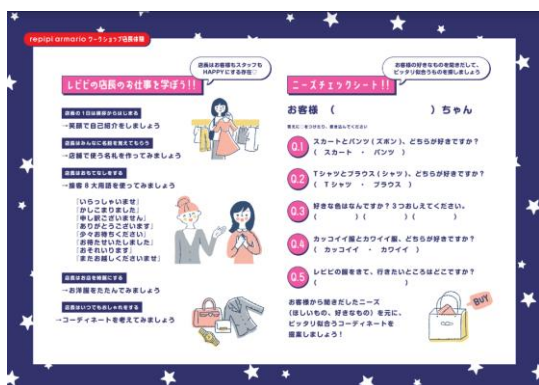 repipi armario ワークショップ店長体験
店長はお客様もスタッフも
HAPPYにする存在♡
レピピの店長のお仕事を学ぼう!!
店長の1日は挨拶からはじまる
→笑顔で自己紹介をしましょう
店長はみんなに名前を覚えてもらう
→店舗で使う名札を作ってみましょう
店長はおもてなしをする
→接客8大用語を使ってみましょう
「いらっしゃいませ」
「かしこまりました」
「申し訳ございません」
「ありがとうございます」
「少々お待ちください」
「お待たせいたしました」
「おそれいります」
「またお越しくださいませ」
店長はお店を綺麗にする
→お洋服をたたんでみましょう
店長はいつでもおしゃれをする
→コーディネートを考えてみましょう
お客様の好きなものを聞きだして、
ピッタリ似合うものを探しましょう
ニーズチェックシート!!
お客様 ( )ちゃん
答えに○をつけたり、書き込んでください
Q.1 スカートとパンツ(ズボン)、どちらが好きですか?
( スカート ・ パンツ )
Q.2 Tシャツとブラウス(シャツ)、どちらが好きですか?
( Tシャツ ・ ブラウス )
Q.3 好きな色はなんですか?3つおしえてください。
( )( )( )
Q.4 カッコイイ服とカワイイ服、どちらが好きですか?
( カッコイイ ・ カワイイ )
Q.5 レピピの服をきて、行きたいところはどこですか?
( )
お客様から聞きだしたニーズ
(ほしいもの、好きなもの)を元に、
ピッタリ似合うコーディネートを
提案しましょう!
BUY